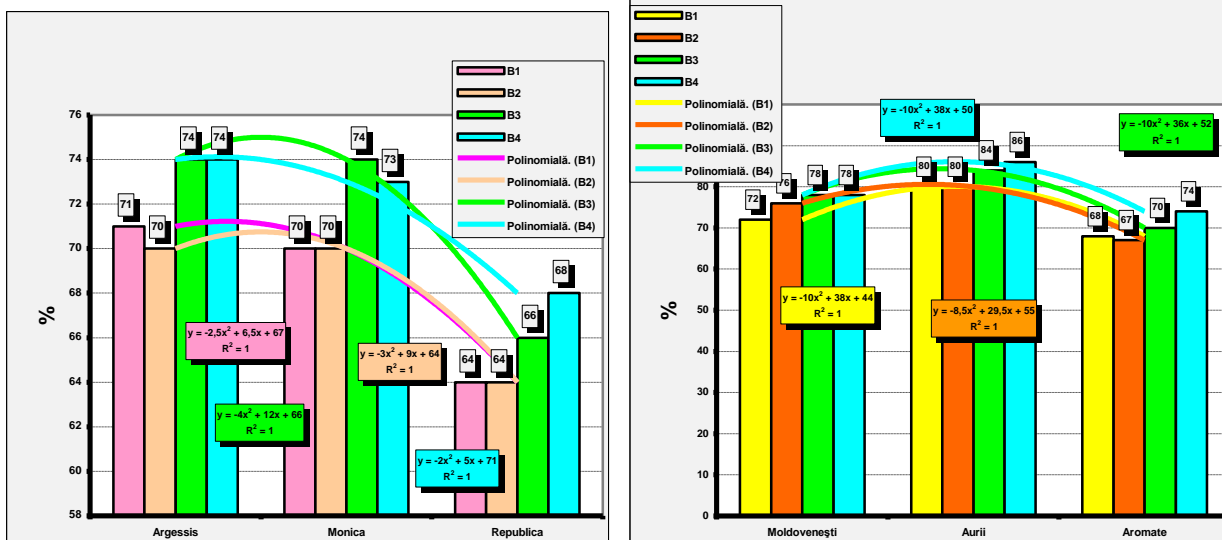 B1
B2
B3
B4
Polinomială. (B1)
Polinomială. (B2)
Polinomială. (B3)
Polinomială. (B4)
76
74
72
70
68
66
64
62
60
58
%
71
70
74
74
70
70
74
73
64
64
66
68
y = -2,5x² + 6,5x + 67
R² = 1
y = -3x² + 9x + 64
R² = 1
y = -4x² + 12x + 66
R² = 1
y = -2x² + 5x + 71
R² = 1
Argessis Monica Republica
B1
B2
B3
B4
Polinomială. (B1)
Polinomială. (B2)
Polinomială. (B3)
Polinomială. (B4)
y = -10x² + 38x + 50
R² = 1
y = -10x² + 36x + 52
R² = 1
80
70
60
50
40
30
20
10
0
%
72
76
78
78
80
80
84
86
68
67
70
74
y = -10x² + 38x + 44
R² = 1
y = -8,5x² + 29,5x + 55
R² = 1
Moldoveneşti Aurii Aromate